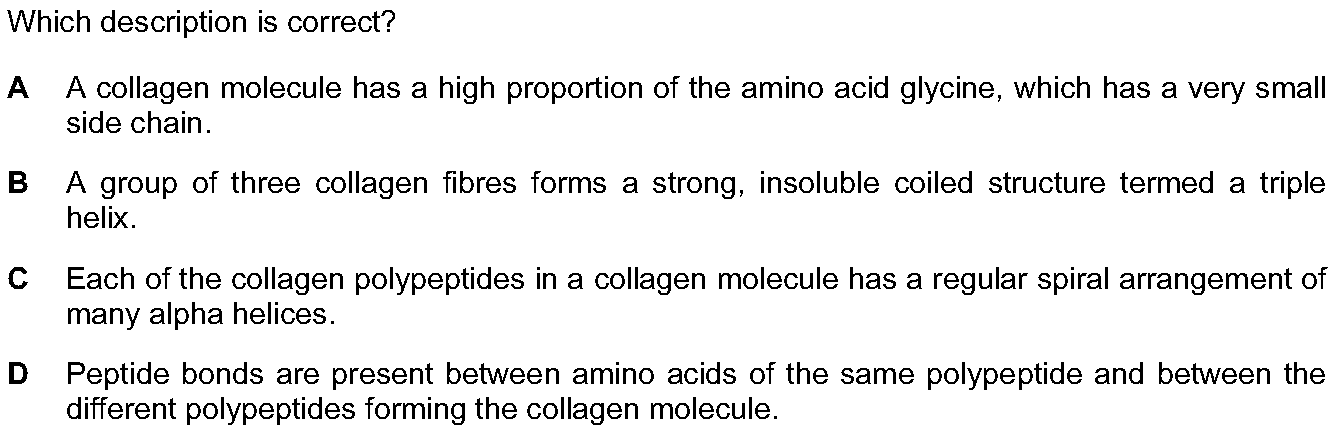 Which description is correct?
A A collagen molecule has a high proportion of the amino acid glycine, which has a very small
side chain.
B A group of three collagen fibres forms a strong, insoluble coiled structure termed a triple
helix.
C Each of the collagen polypeptides in a collagen molecule has a regular spiral arrangement of
many alpha helices.
D Peptide bonds are present between amino acids of the same polypeptide and between the
different polypeptides forming the collagen molecule.